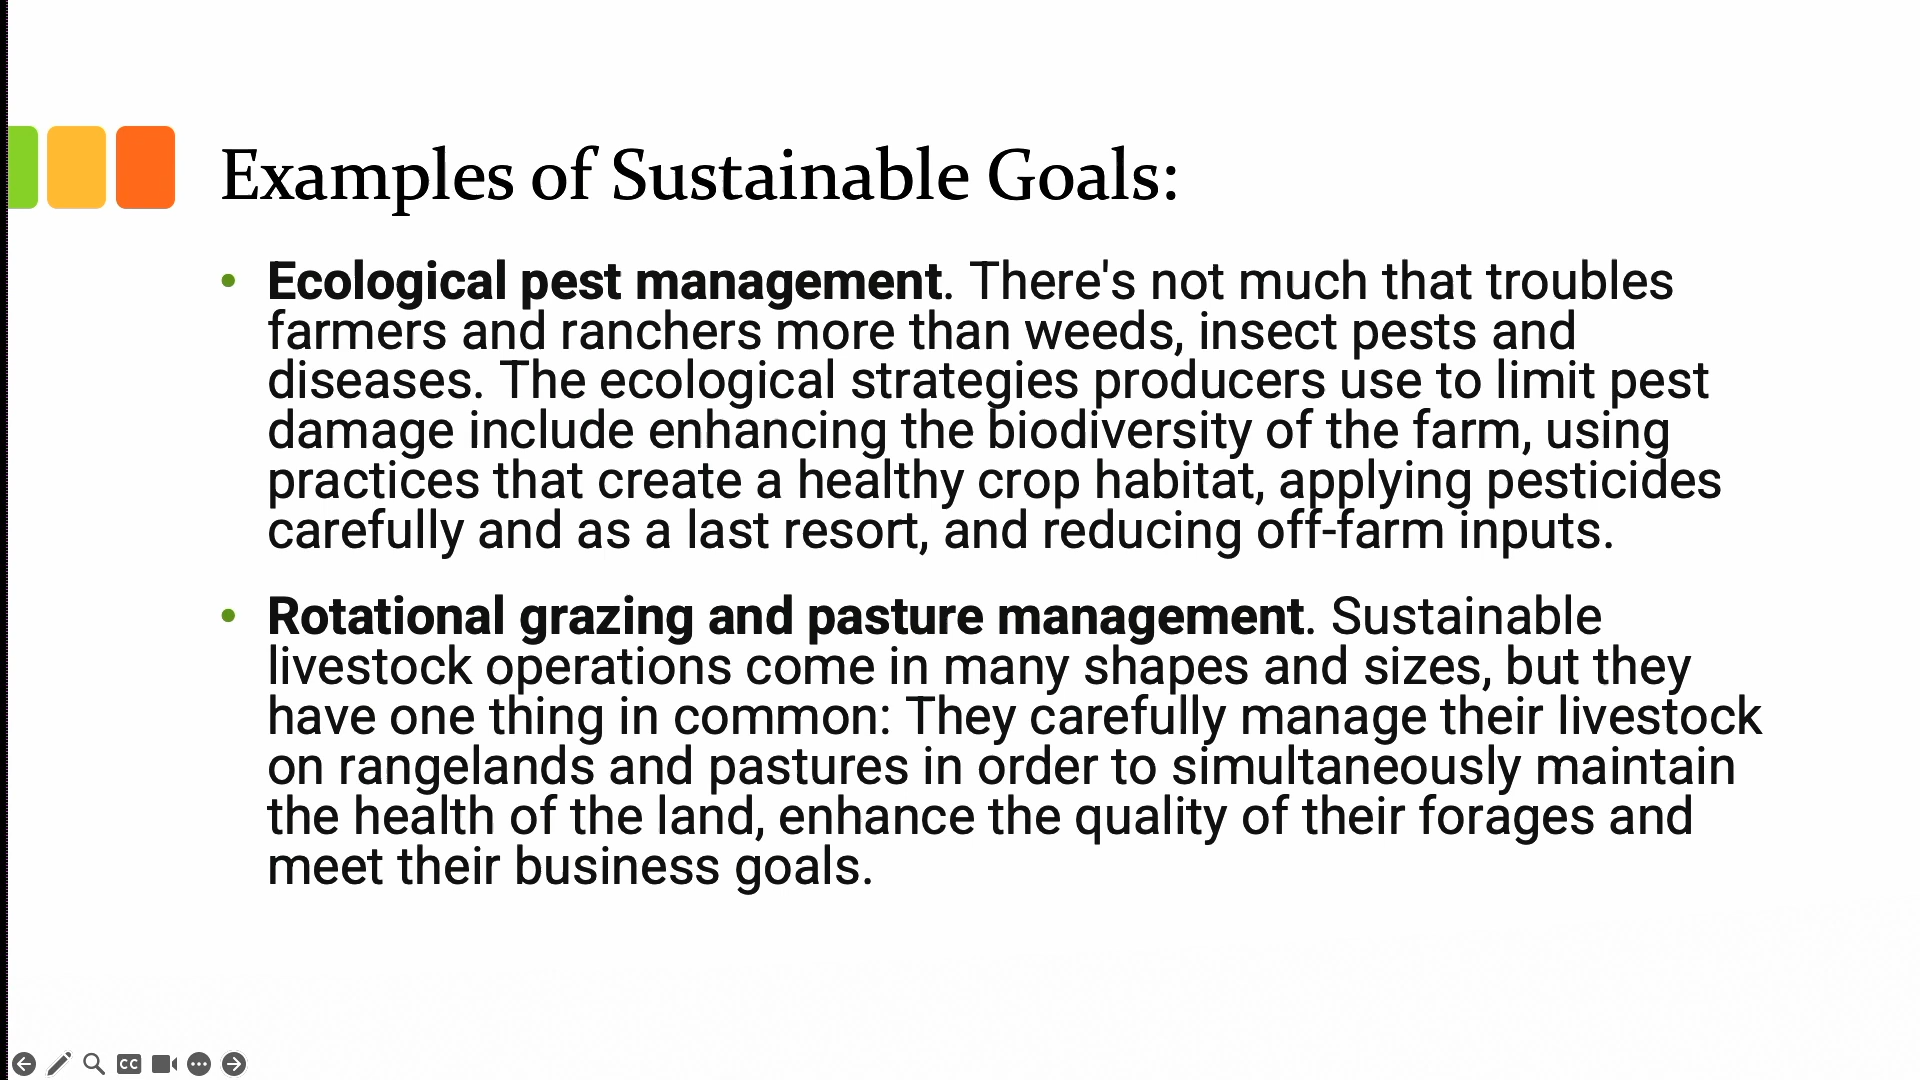 Examples of Sustainable Goals:
• Ecological pest management. There's not much that troubles
farmers and ranchers more than weeds, insect pests and
diseases. The ecological strategies producers use to limit pest
damage include enhancing the biodiversity of the farm, using
practices that create a healthy crop habitat, applying pesticides
carefully and as a last resort, and reducing off-farm inputs.
• Rotational grazing and pasture management. Sustainable
livestock operations come in many shapes and sizes, but they
have one thing in common: They carefully manage their livestock
on rangelands and pastures in order to simultaneously maintain
the health of the land, enhance the quality of their forages and
meet their business goals.
CC